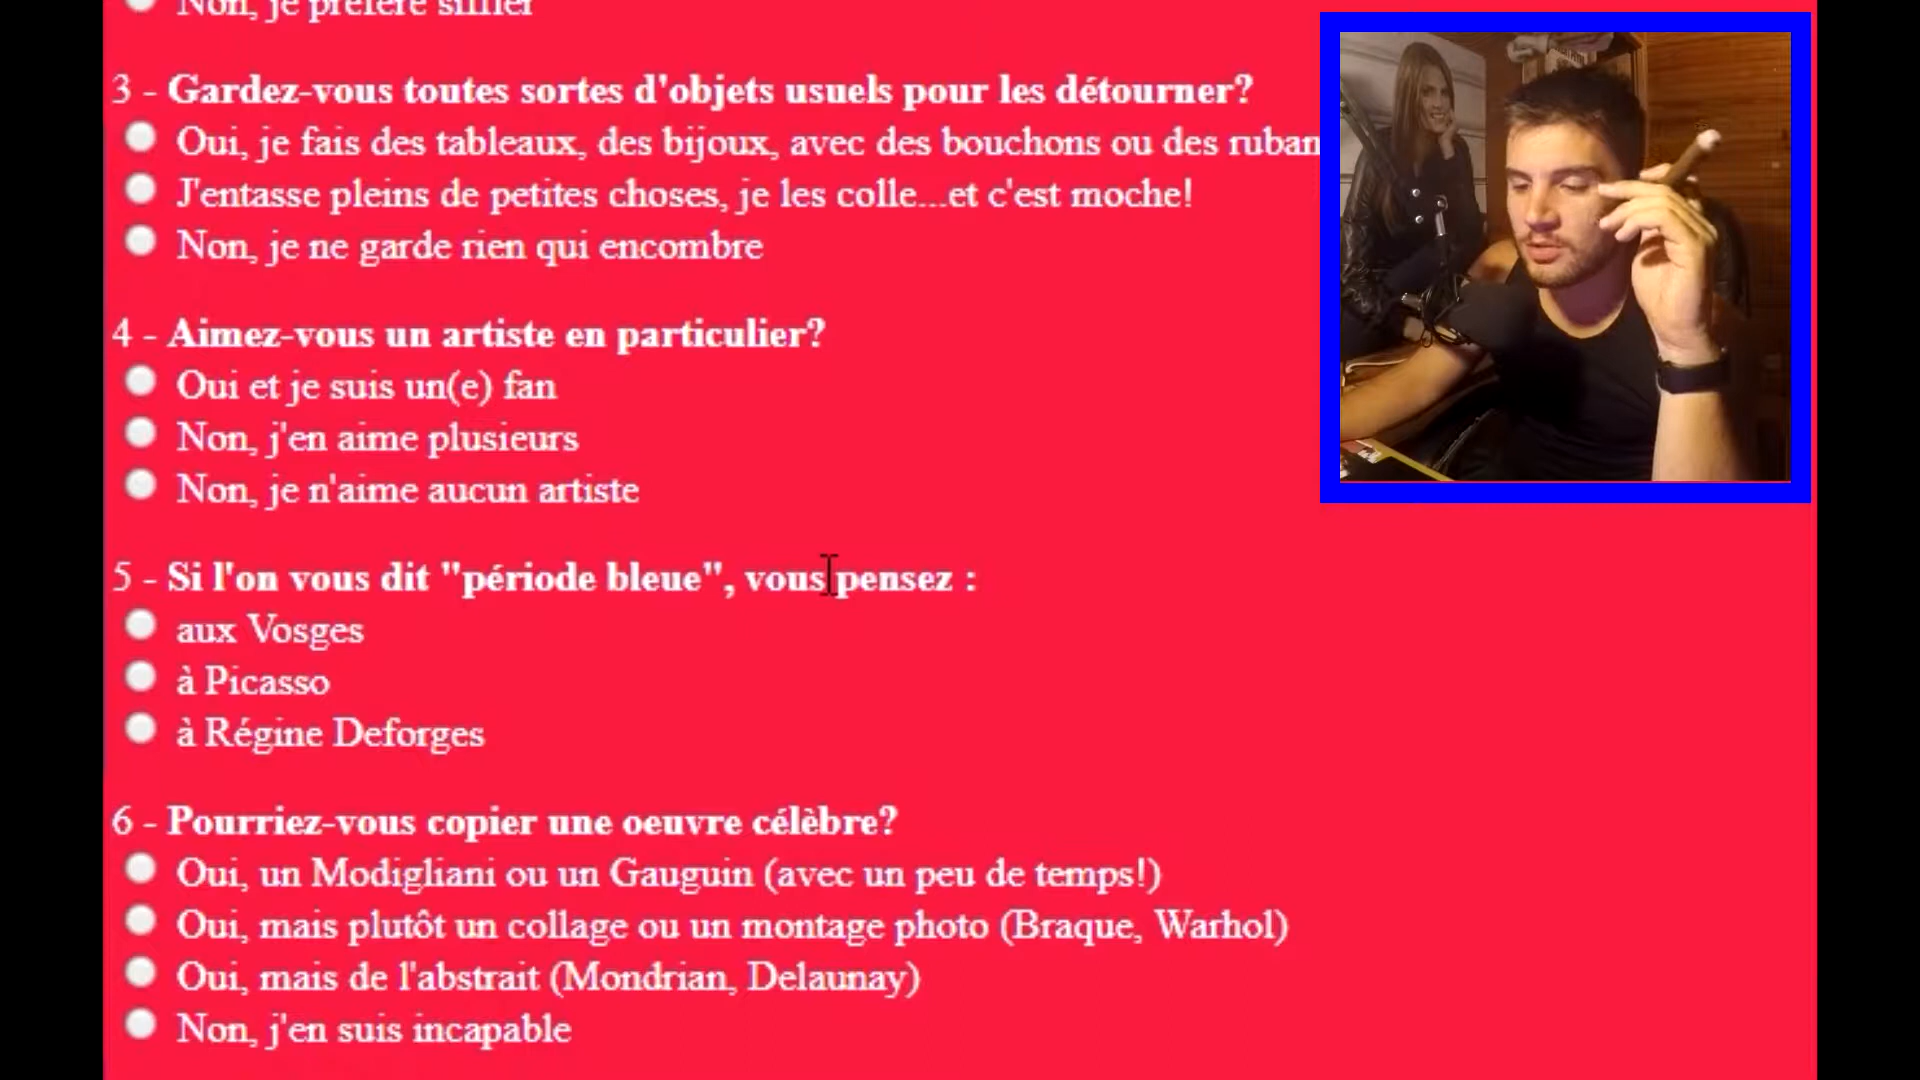 Non, je préfère siffler
3 - Gardez-vous toutes sortes d'objets usuels pour les détourner?
Oui, je fais des tableaux, des bijoux, avec des bouchons ou des ruban
J'entasse pleins de petites choses, je les colle...et c'est moche!
Non, je ne garde rien qui encombre
4 - Aimez-vous un artiste en particulier?
Oui et je suis un(e) fan
Non, j'en aime plusieurs
Non, je n'aime aucun artiste
5 - Si l'on vous dit "période bleue", vous pensez :
aux Vosges
à Picasso
à Régine Deforges
6 - Pourriez-vous copier une oeuvre célèbre?
Oui, un Modigliani ou un Gauguin (avec un peu de temps!)
Oui, mais plutôt un collage ou un montage photo (Braque, Warhol)
Oui, mais de l'abstrait (Mondrian, Delaunay)
Non, j'en suis incapable